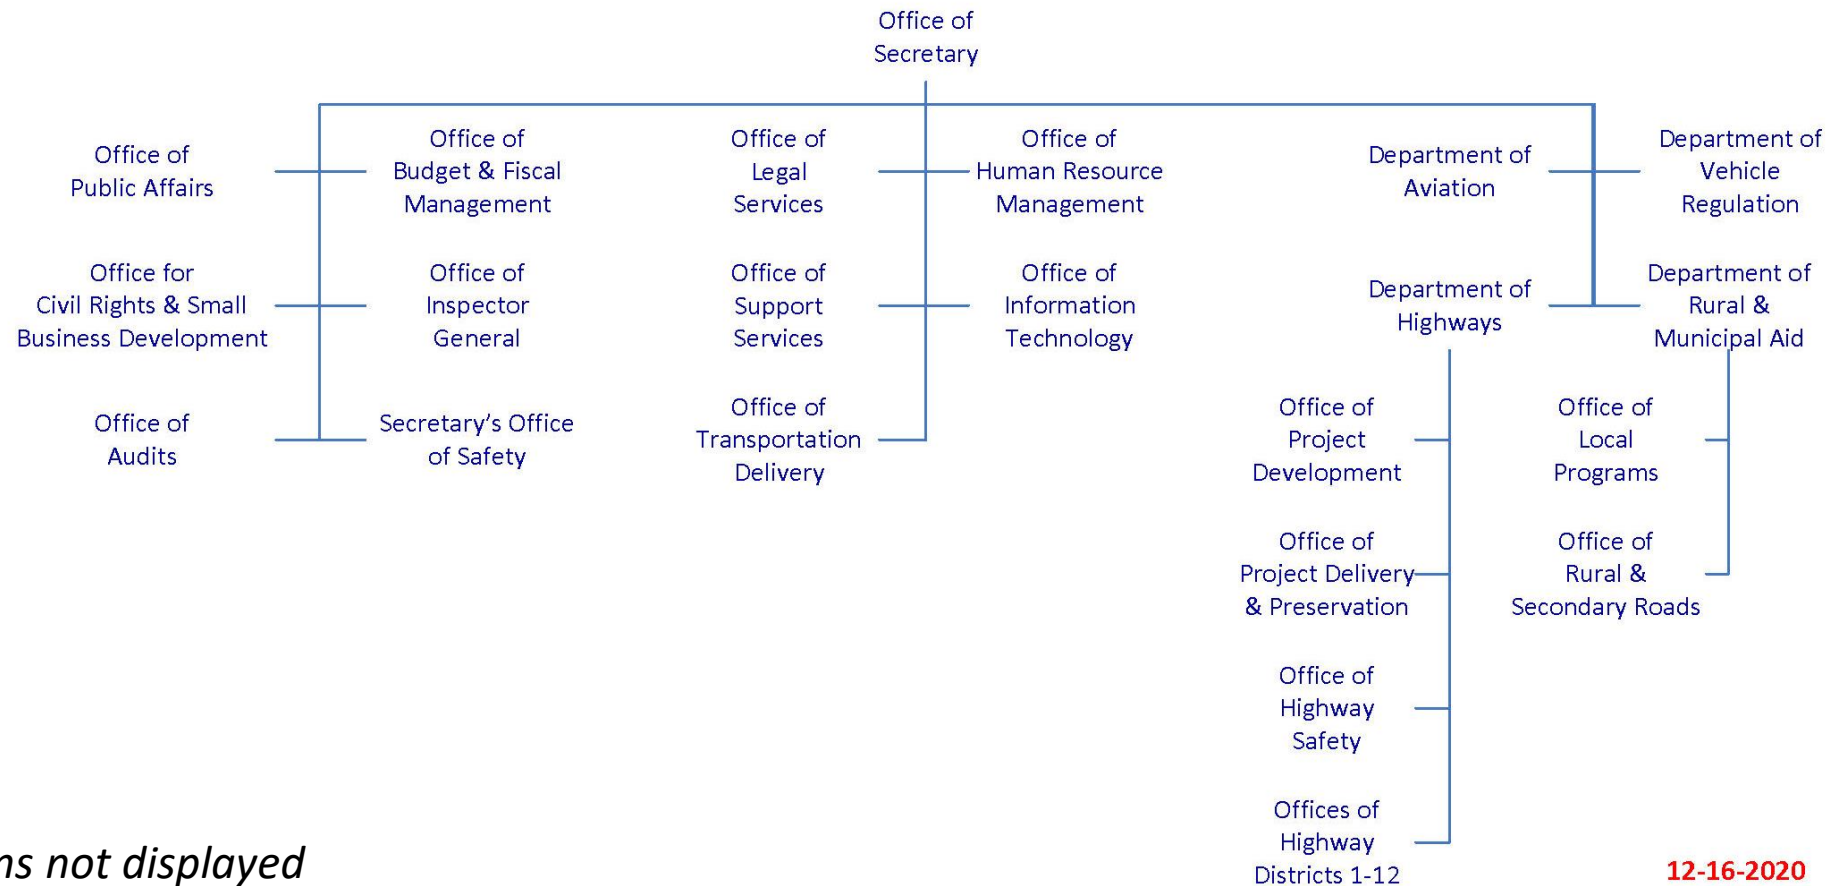 Office of
Secretary
Office of
Public Affairs
Office of
Budget & Fiscal
Management
Office of
Legal
Services
Office of
Human Resource
Management
Department of
Aviation
Department of
Vehicle
Regulation
Office for
Civil Rights & Small
Business Development
Office of
Inspector
General
Office of
Support
Services
Office of
Information
Technology
Department of
Highways
Department of
Rural &
Municipal Aid
Office of
Audits
Secretary’s Office
of Safety
Office of
Transportation
Delivery
Office of
Project
Development
Office of
Local
Programs
Office of
Project Delivery
& Preservation
Office of
Rural &
Secondary Roads
Office of
Highway
Safety
Offices of
Highway
Districts 1-12
not displayed
12-16-2020